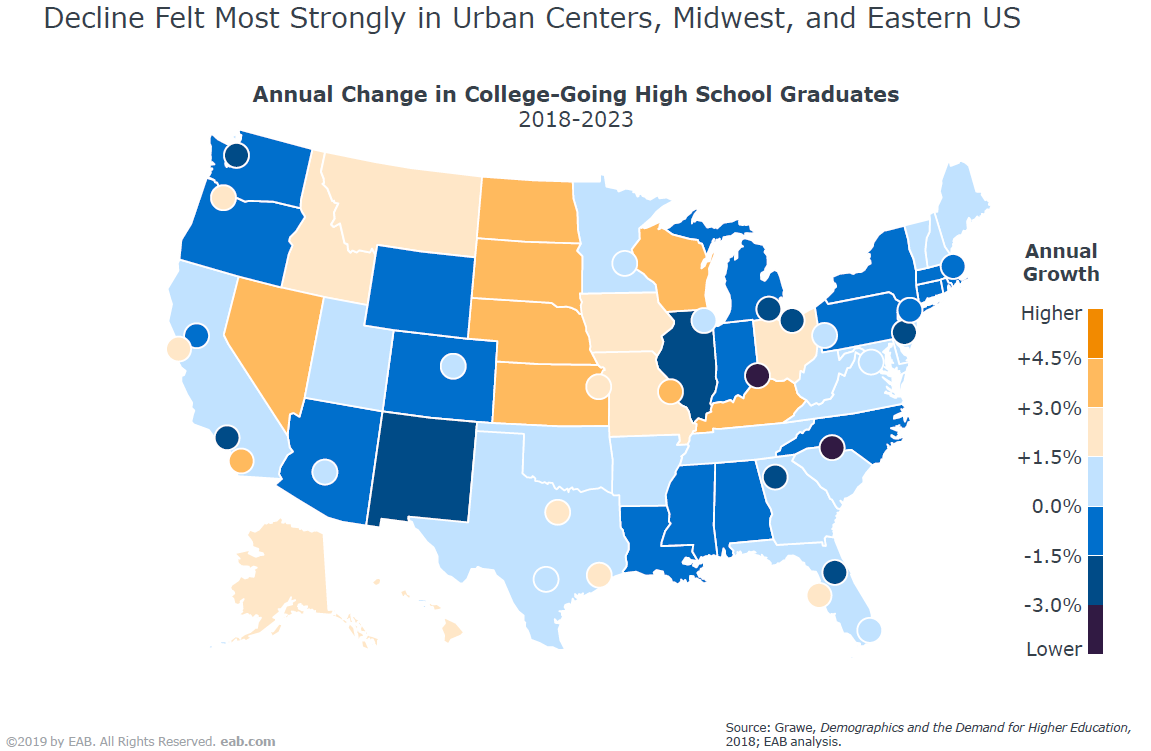 Decline Felt Most Strongly in Urban Centers, Midwest, and Eastern US
Annual Change in College-Going High School Graduates
2018-2023
Annual
Growth
Higher
+4.5%
+3.0%
+1.5%
0.0%
-1.5%
-3.0%
Lower
Source: Grawe, Demographics and the Demand for Higher Education,
2018; EAB analysis.
©2019 by EAB. All Rights Reserved. eab.com